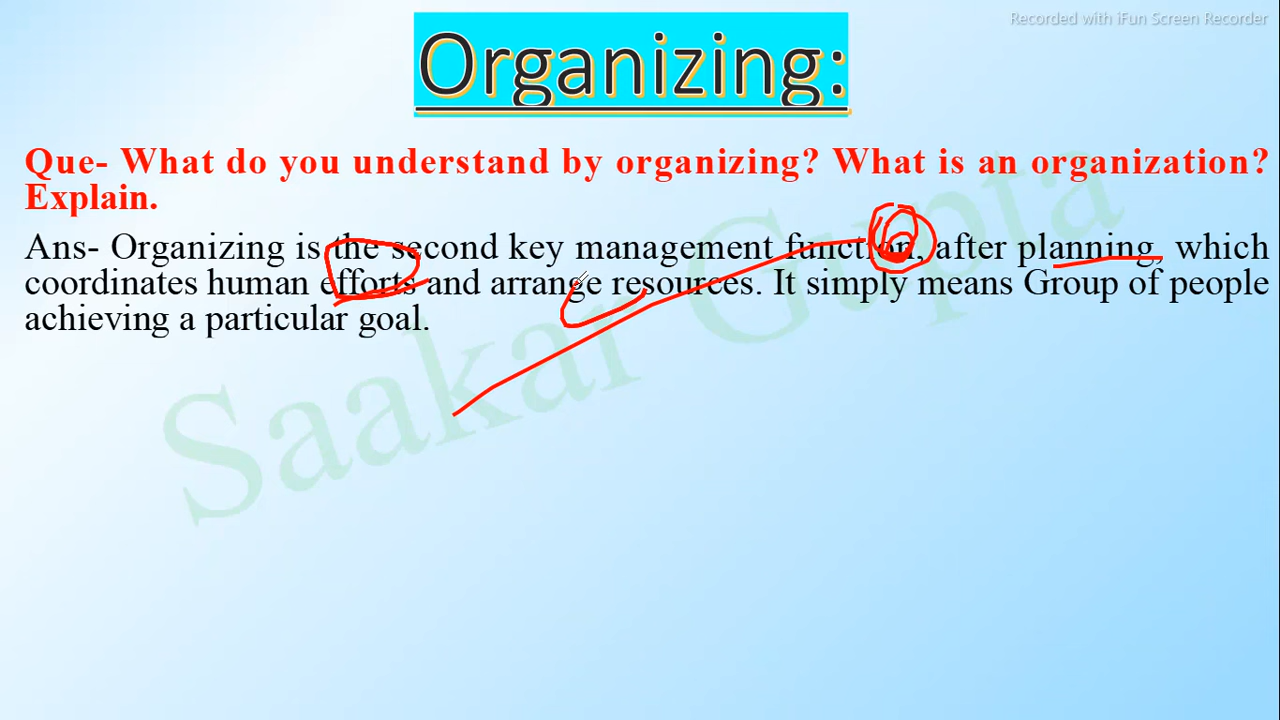 Recorded with iFun Screen Recorder
Organizing:
Que- What do you understand by organizing? What is an organization?
Explain.
Ans- Organizing is the second key management function, after planning, which
coordinates human efforts and arrange resources. It simply means Group of people
achieving a particular goal.
Saakar Gupta